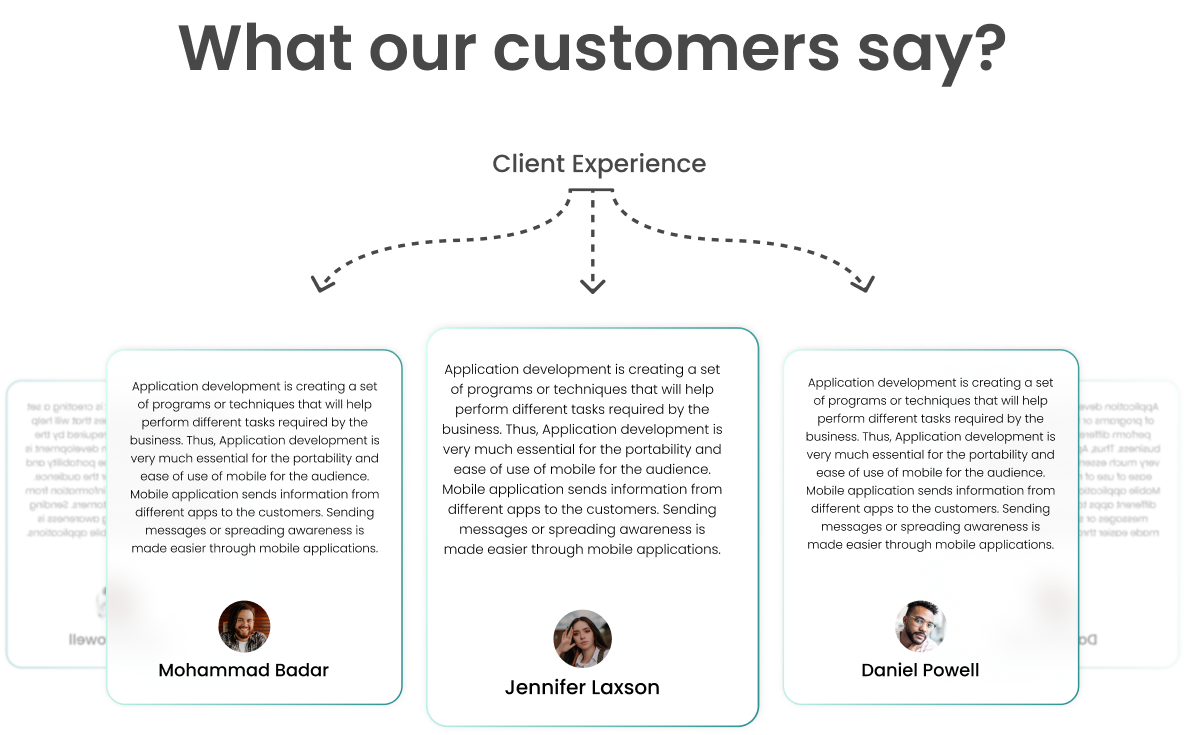 What our customers say?
Client Experience
Application development is creating a set
of programs or techniques that will help
perform different tasks required by the
business. Thus, Application development is
very much essential for the portability and
ease of use of mobile for the audience.
Mobile application sends information from
different apps to the customers. Sending
messages or spreading awareness is
made easier through mobile applications.
Mohammad Badar
Application development is creating a set
of programs or techniques that will help
perform different tasks required by the
business. Thus, Application development is
very much essential for the portability and
ease of use of mobile for the audience.
Mobile application sends information from
different apps to the customers. Sending
messages or spreading awareness is
made easier through mobile applications.
Jennifer Laxson
Application development is creating a set
of programs or techniques that will help
perform different tasks required by the
business. Thus, Application development is
very much essential for the portability and
ease of use of mobile for the audience.
Mobile application sends information from
different apps to the customers. Sending
messages or spreading awareness is
made easier through mobile applications.
Daniel Powell